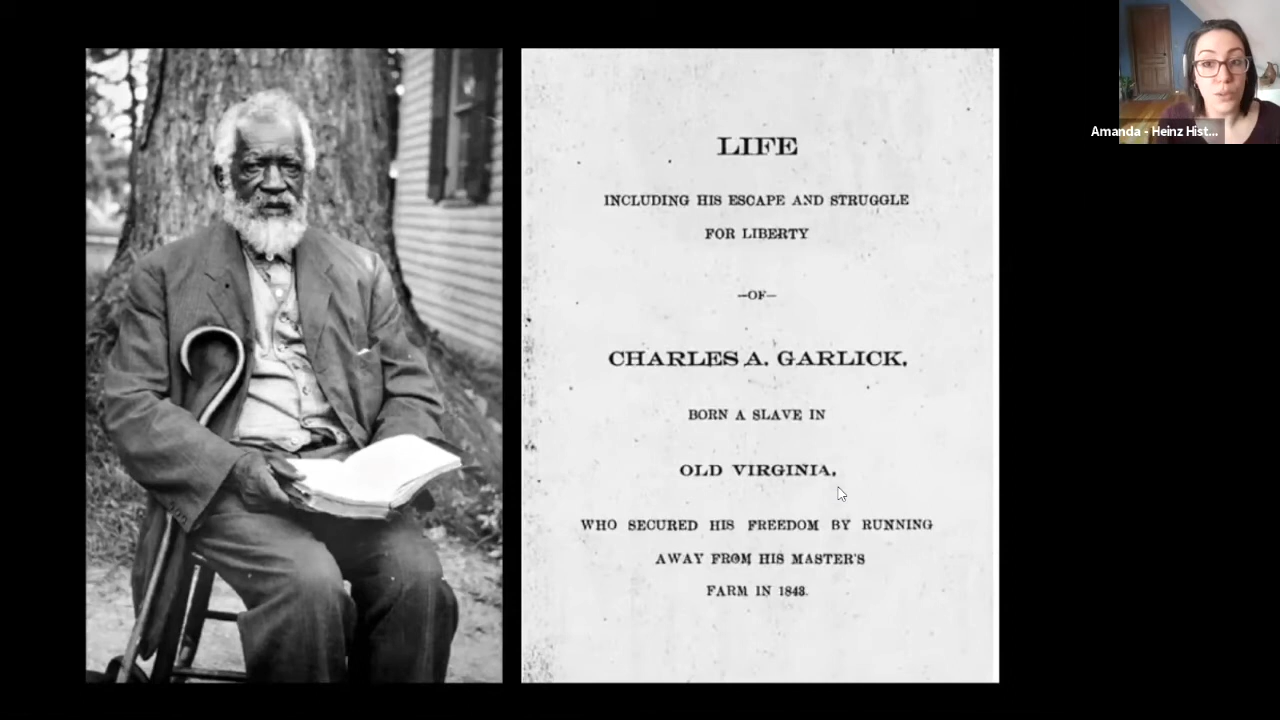 LIFE
INCLUDING HIS ESCAPE AND STRUGGLE
FOR LIBERTY
—OF—
CHARLES A. GARLICK,
BORN A SLAVE IN
OLD VIRGINIA,
WHO SECURED HIS FREEDOM BY RUNNING
AWAY FROM HIS MASTER'S
FARM IN 1843.
Amanda - Heinz Hist...